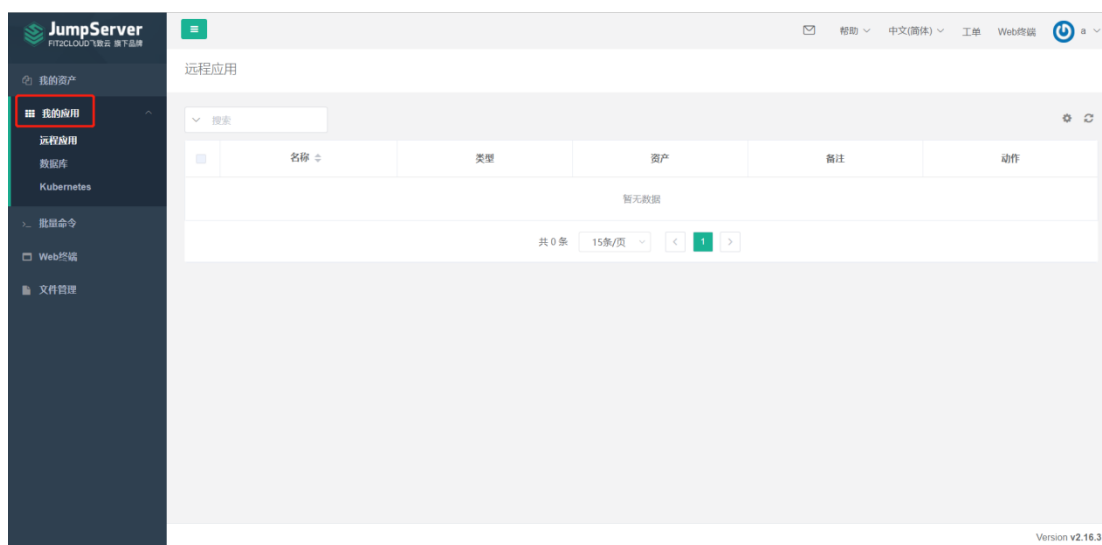 JumpServer
FIT2CLOUD飞致云 旗下品牌
帮助 中文(简体) 工单 Web终端 a
我的资产
我的应用
远程应用
数据库
Kubernetes
批量命令
Web终端
文件管理
远程应用
搜索
名称 类型 资产 备注 动作
暂无数据
共 0 条 15条/页 1
Version v2.16.3